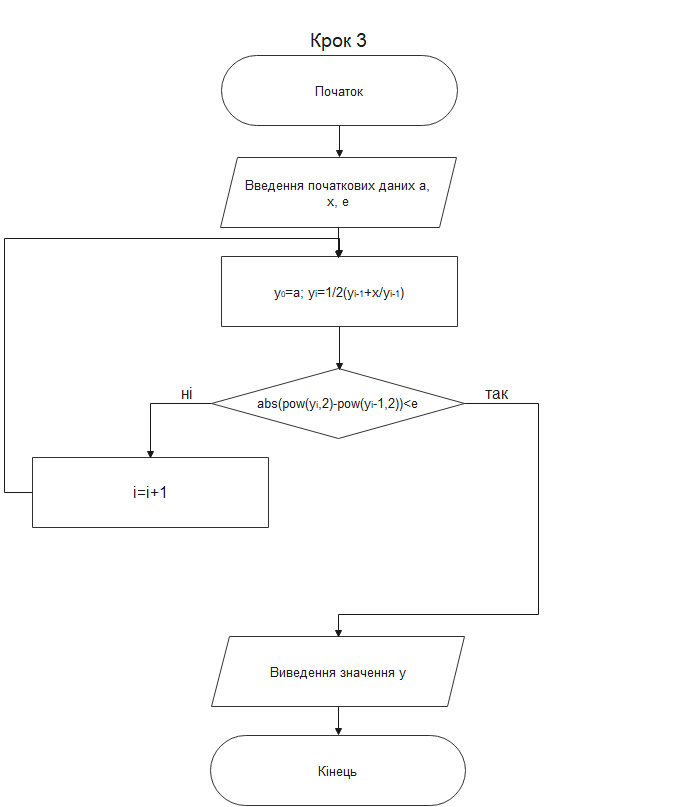 Крок 3
Початок
Введення початкових даних a,
x, e
y₀=a; yᵢ=1/2(yᵢ₋₁+x/yᵢ₋₁)
abs(pow(yᵢ,2)-pow(yᵢ-1,2))<e
ні
так
i=i+1
Виведення значення y
Кінець